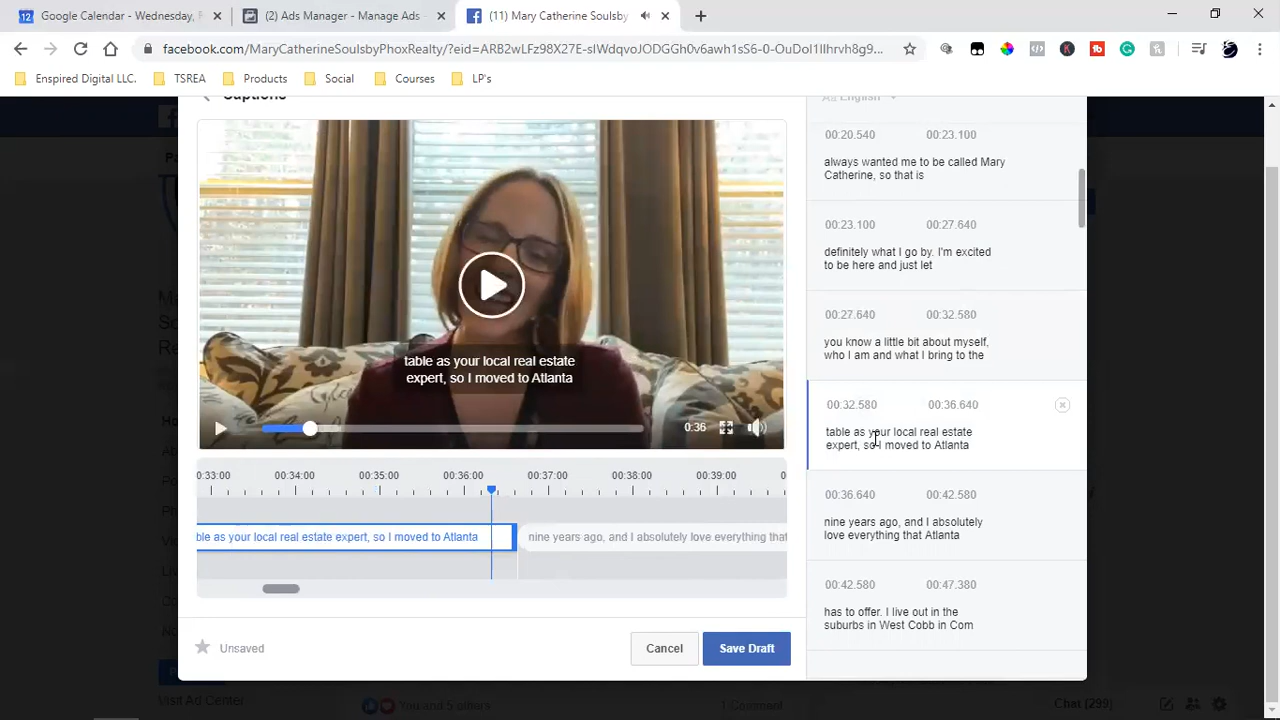 Google Calendar - Wednesday, F
(2) Ads Manager - Manage Ads -
(11) Mary Catherine Soulsby
facebook.com/MaryCatherineSoulsbyPhoxRealty/?eid=ARB2wLFz98X27E-sIWdqvoJODGGh0v6awh1sS6-0-OuDoI1IIhrvh8g9...
Enspired Digital LLC.
TSREA
Products
Social
Courses
LP's
Captions
English
00:20.540 00:23.100
always wanted me to be called Mary
Catherine, so that is
00:23.100 00:27.640
definitely what I go by. I'm excited
to be here and just let
00:27.640 00:32.580
you know a little bit about myself,
who I am and what I bring to the
00:32.580 00:36.640
table as your local real estate
expert, so I moved to Atlanta
00:36.640 00:42.580
nine years ago, and I absolutely
love everything that Atlanta
00:42.580 00:47.380
has to offer. I live out in the
suburbs in West Cobb in Com
table as your local real estate
expert, so I moved to Atlanta
0:36
0:33:00 00:34:00 00:35:00 00:36:00 00:37:00 00:38:00 00:39:00
ble as your local real estate expert, so I moved to Atlanta
nine years ago, and I absolutely love everything that
Unsaved
Cancel
Save Draft
Visit Ad Center
You and 5 others
1 Comment
Chat (299)